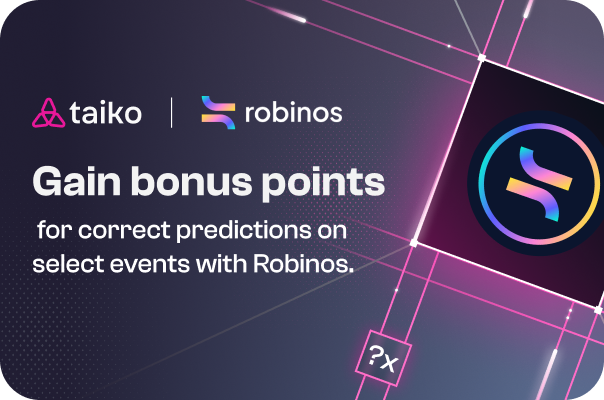 taiko | robinos
Gain bonus points
for correct predictions on
select events with Robinos.
?x